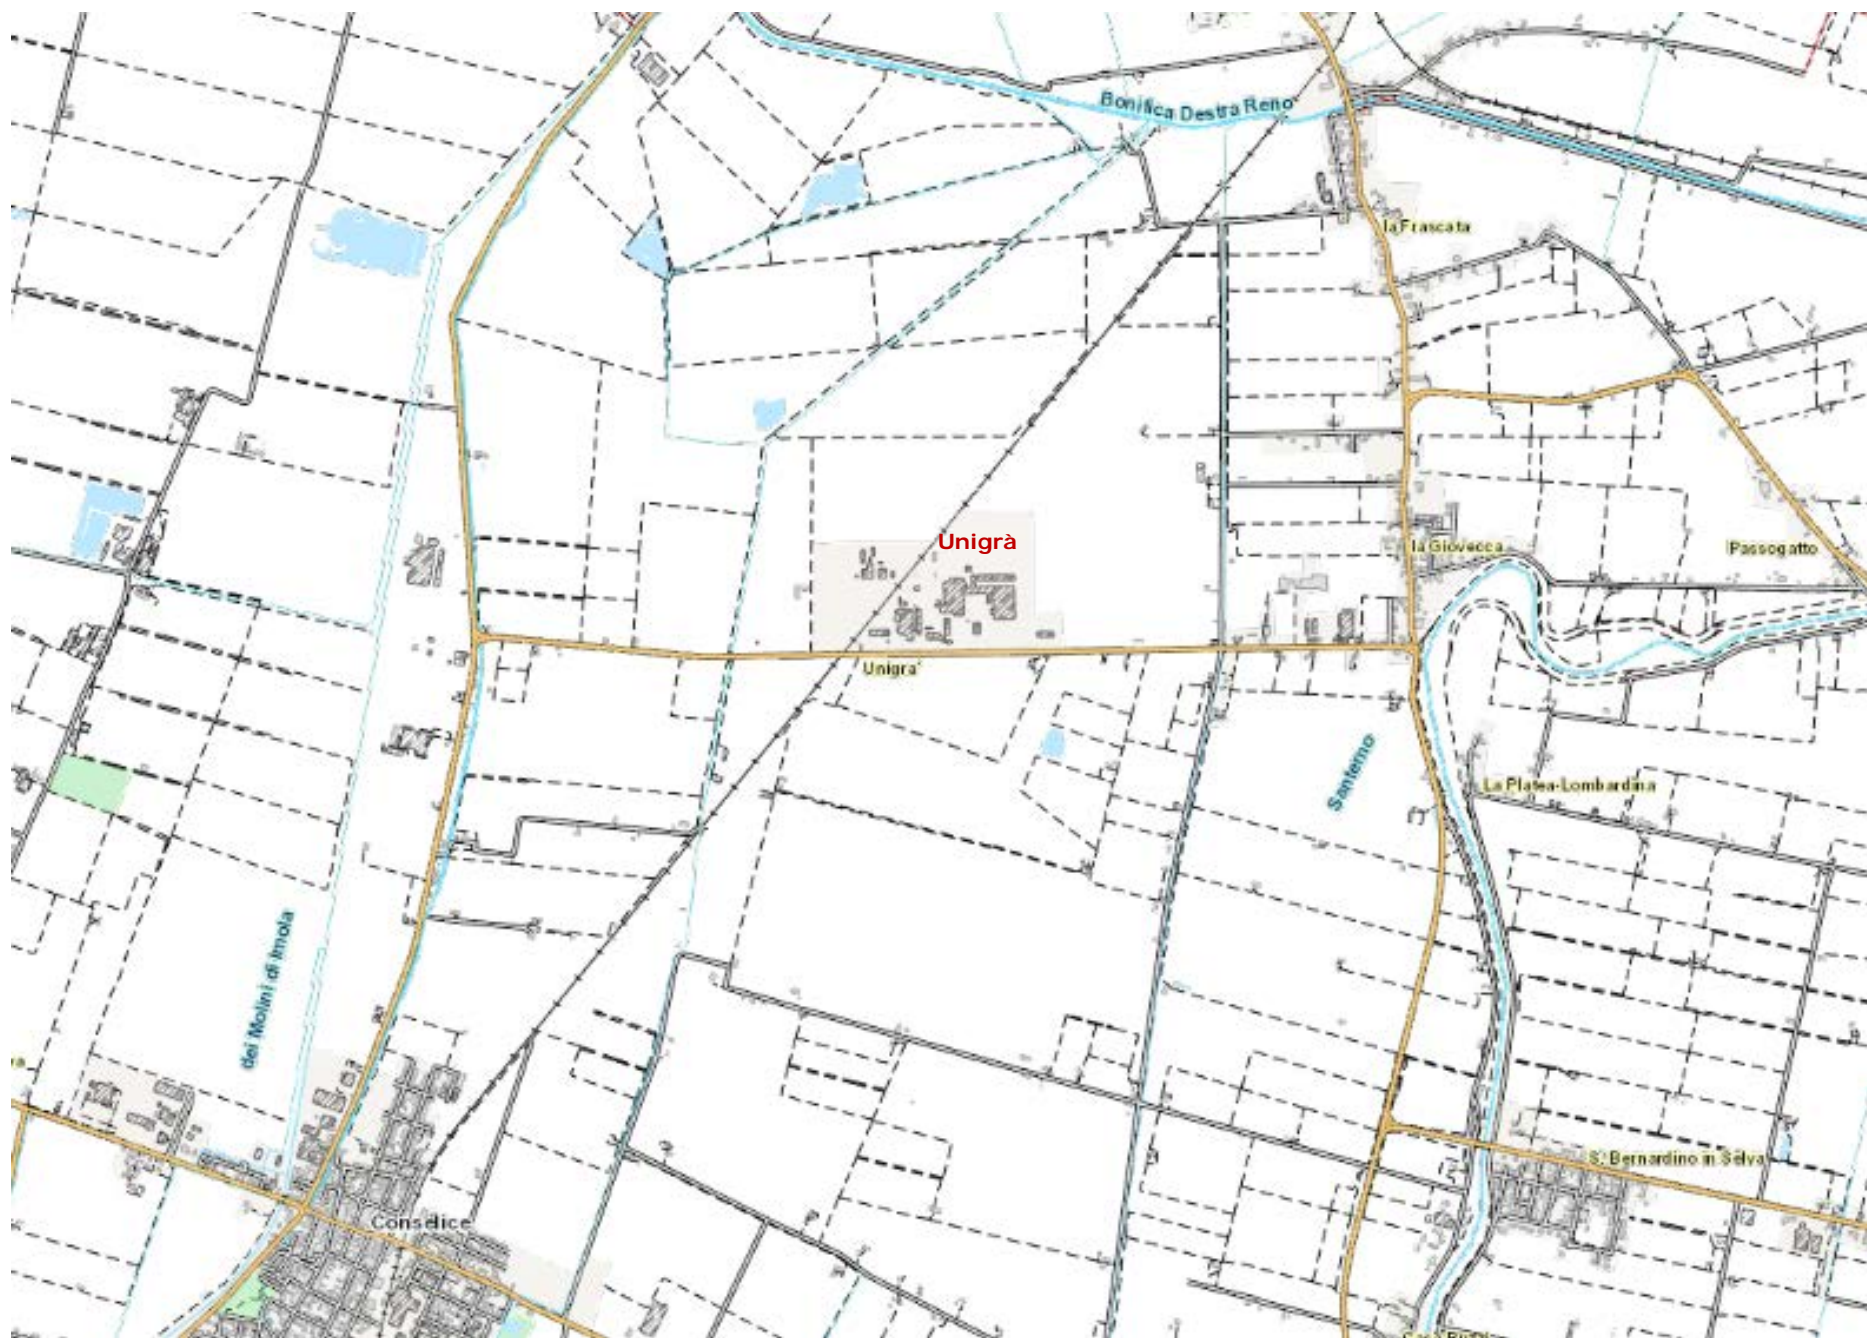 Bonifica Destra Reno
la Frascata
Unigrà
la Giovecca
Passogatto
Unigra'
Santerno
La Platea-Lombardina
dei Molini di Imola
S. Bernardino in Selva
Conselice